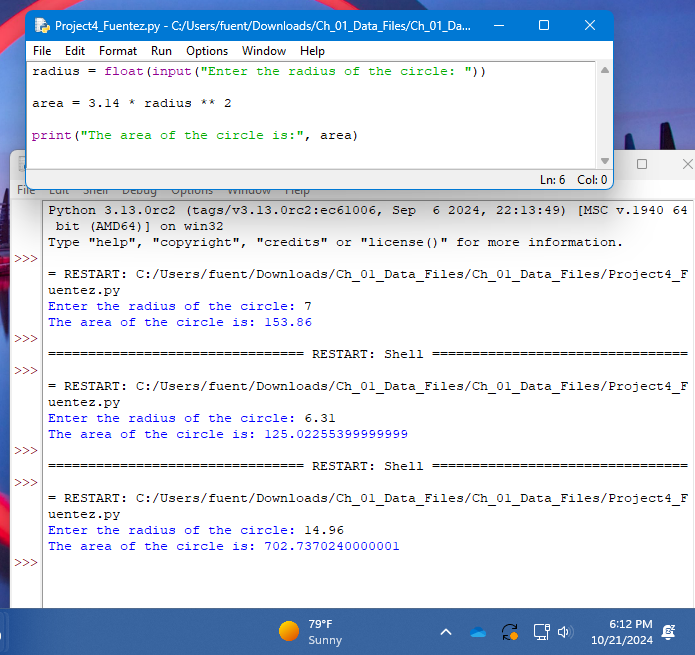 Project4_Fuentez.py - C:/Users/fuent/Downloads/Ch_01_Data_Files/Ch_01_Da...
File Edit Format Run Options Window Help
radius = float(input("Enter the radius of the circle: "))
area = 3.14 * radius ** 2
print("The area of the circle is:", area)
Ln: 6 Col: 0
File Edit Shell Debug Options Window Help
Python 3.13.0rc2 (tags/v3.13.0rc2:ec61006, Sep  6 2024, 22:13:49) [MSC v.1940 64
bit (AMD64)] on win32
Type "help", "copyright", "credits" or "license()" for more information.
>>>
= RESTART: C:/Users/fuent/Downloads/Ch_01_Data_Files/Ch_01_Data_Files/Project4_F
uentez.py
Enter the radius of the circle: 7
The area of the circle is: 153.86
>>>
================================ RESTART: Shell ================================
>>>
= RESTART: C:/Users/fuent/Downloads/Ch_01_Data_Files/Ch_01_Data_Files/Project4_F
uentez.py
Enter the radius of the circle: 6.31
The area of the circle is: 125.02255399999999
>>>
================================ RESTART: Shell ================================
>>>
= RESTART: C:/Users/fuent/Downloads/Ch_01_Data_Files/Ch_01_Data_Files/Project4_F
uentez.py
Enter the radius of the circle: 14.96
The area of the circle is: 702.7370240000001
>>>
79°F
Sunny
6:12 PM
10/21/2024